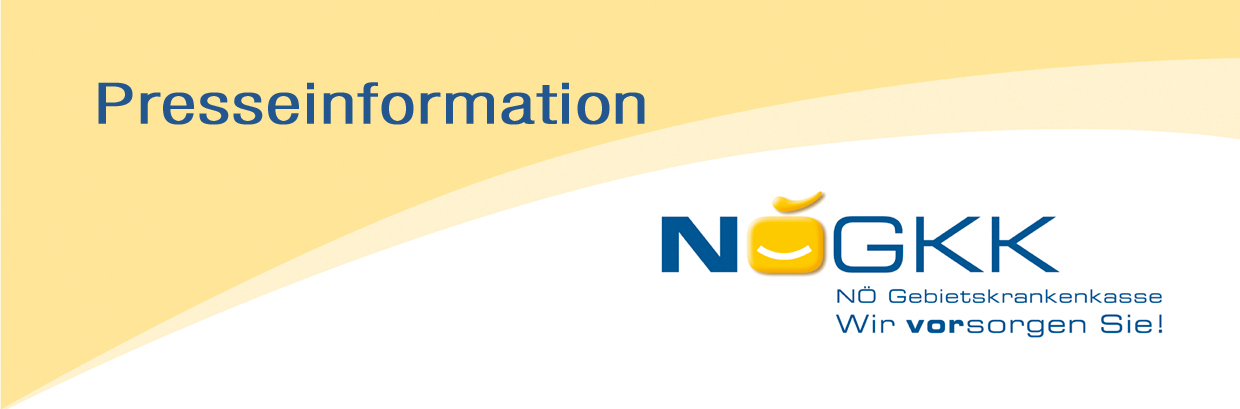 Presseinformation
NÖGKK
NÖ Gebietskrankenkasse
Wir vorsorgen Sie!